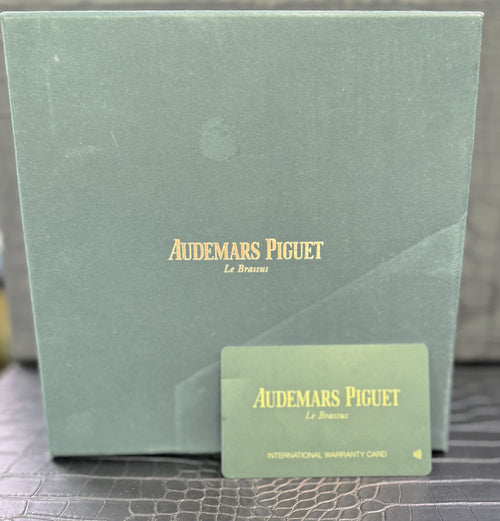 AUDEMARS PIGUET
Le Brassus
AUDEMARS PIGUET
Le Brassus
INTERNATIONAL WARRANTY CARD